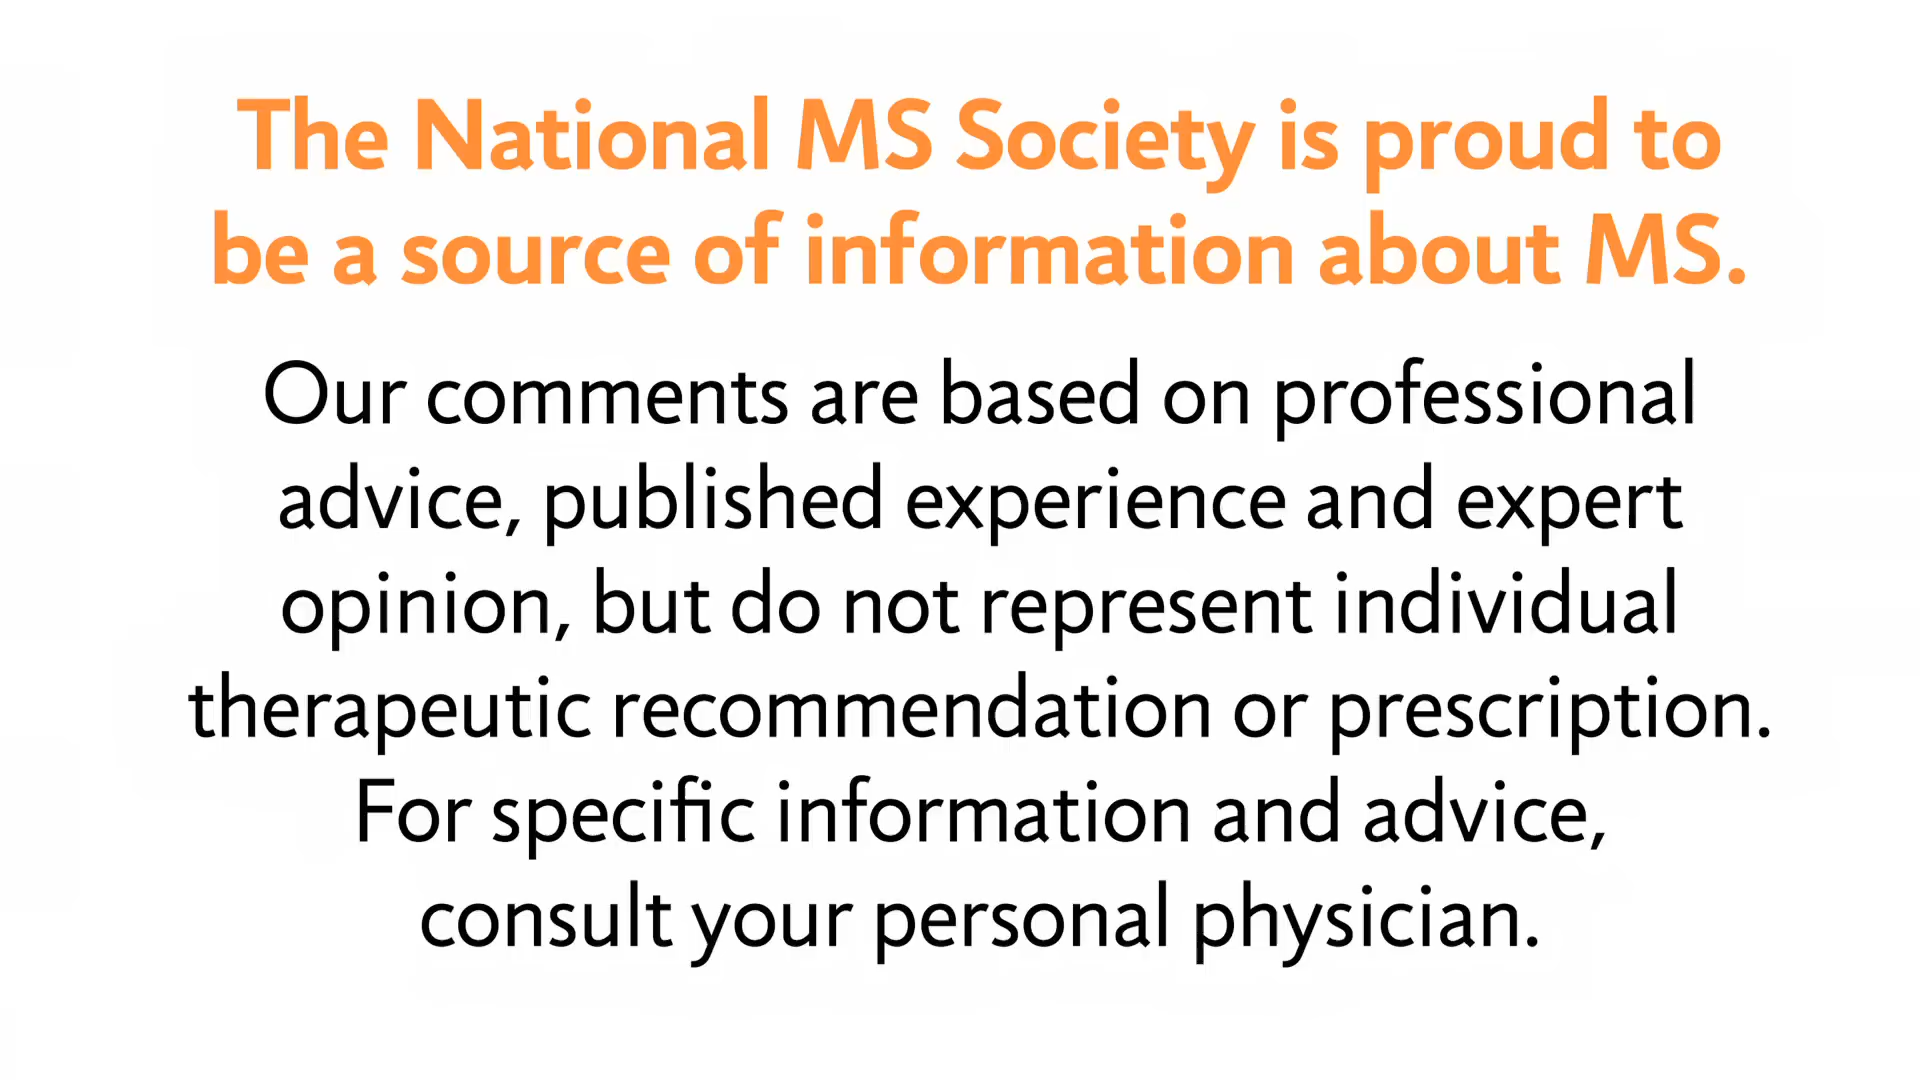 The National MS Society is proud to
be a source of information about MS.
Our comments are based on professional
advice, published experience and expert
opinion, but do not represent individual
therapeutic recommendation or prescription.
For specific information and advice,
consult your personal physician.